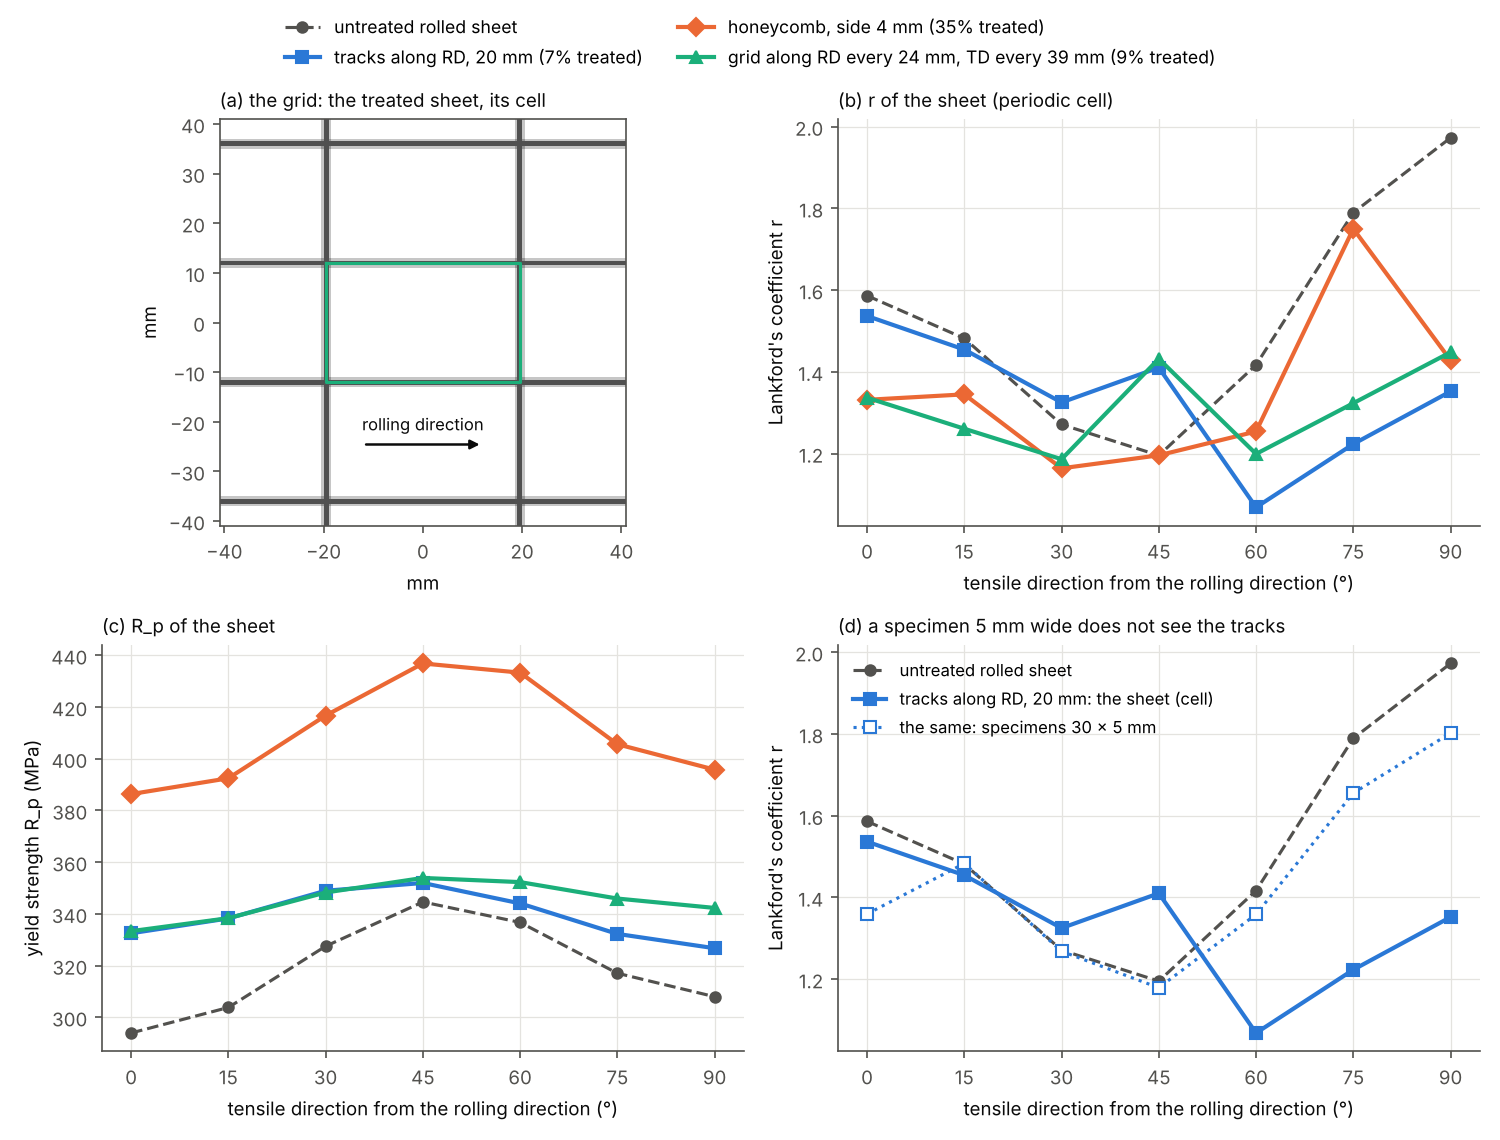 untreated rolled sheet
tracks along RD, 20 mm (7% treated)
honeycomb, side 4 mm (35% treated)
grid along RD every 24 mm, TD every 39 mm (9% treated)
(a) the grid: the treated sheet, its cell
40
30
20
10
0
−10
−20
−30
−40
mm
rolling direction
−40
−20
0
20
40
mm
(b) r of the sheet (periodic cell)
2.0
1.8
1.6
1.4
1.2
Lankford's coefficient r
0
15
30
45
60
75
90
tensile direction from the rolling direction (°)
(c) R_p of the sheet
440
420
400
380
360
340
320
300
yield strength R_p (MPa)
0
15
30
45
60
75
90
tensile direction from the rolling direction (°)
(d) a specimen 5 mm wide does not see the tracks
untreated rolled sheet
tracks along RD, 20 mm: the sheet (cell)
the same: specimens 30 × 5 mm
2.0
1.8
1.6
1.4
1.2
Lankford's coefficient r
0
15
30
45
60
75
90
tensile direction from the rolling direction (°)